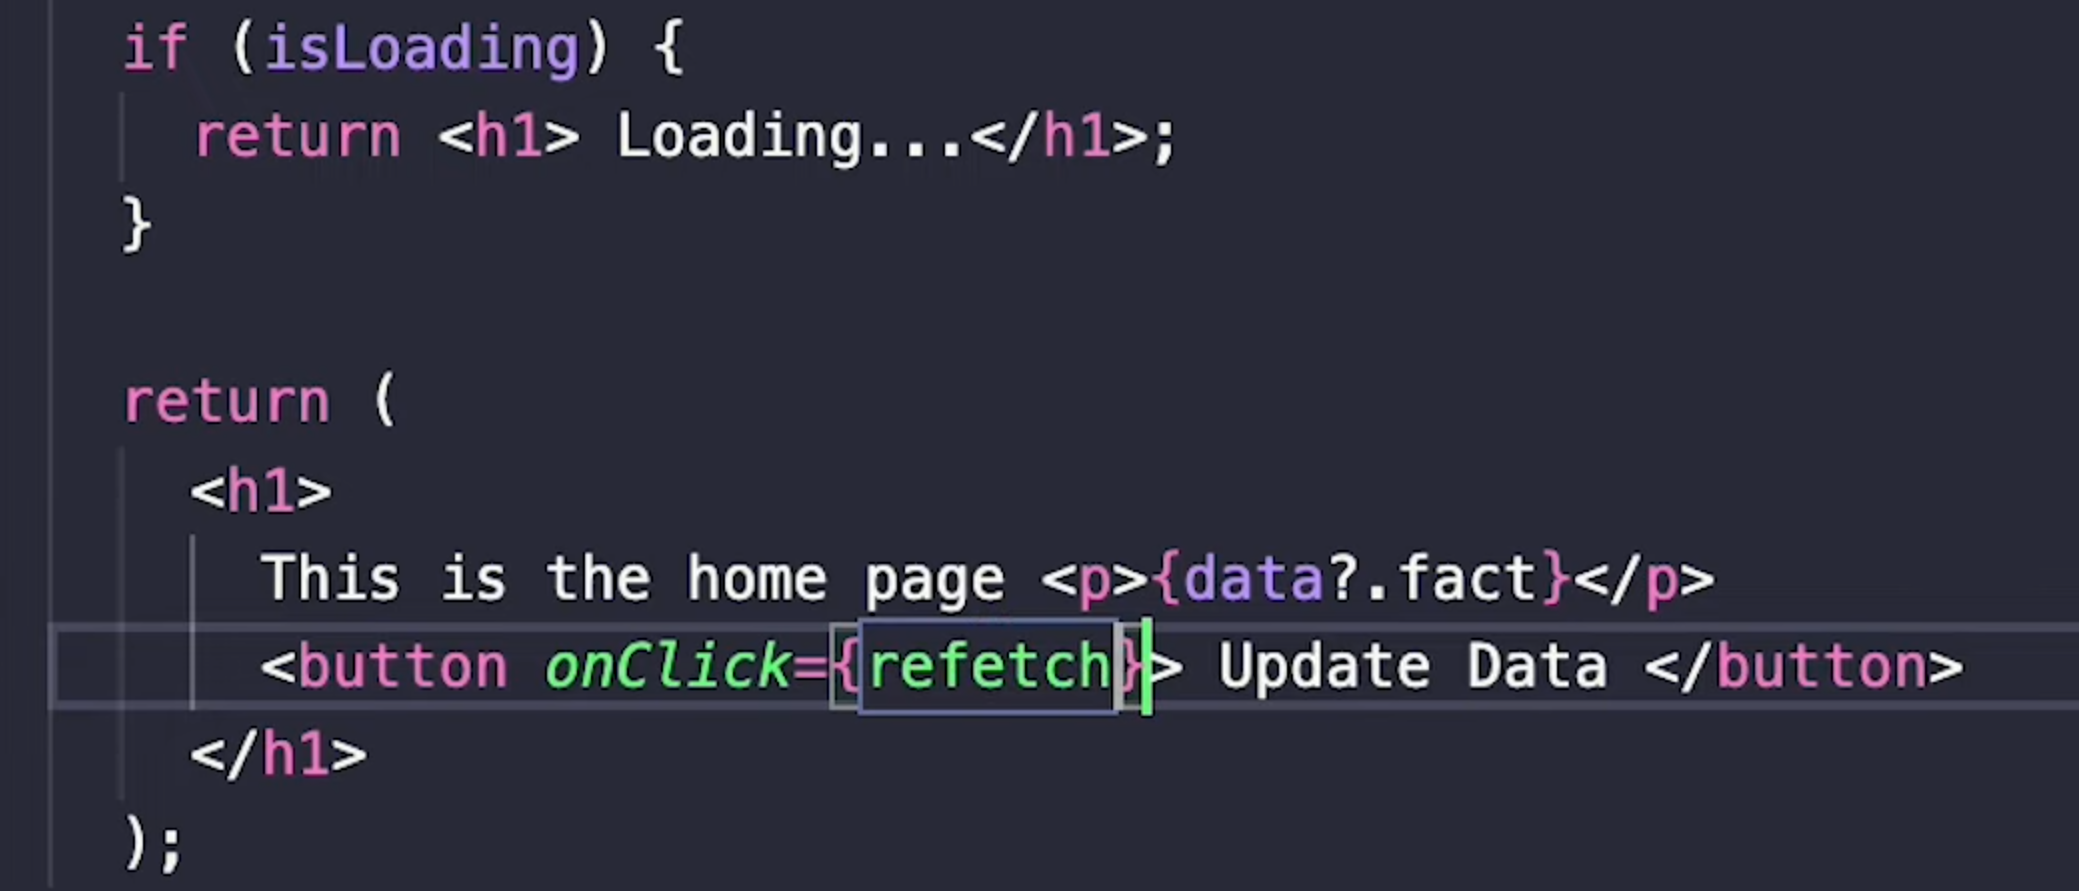 if (isLoading) {
return <h1> Loading...</h1>;
}
return (
<h1>
This is the home page <p>{data?.fact}</p>
<button onClick={refetch}> Update Data </button>
</h1>
);